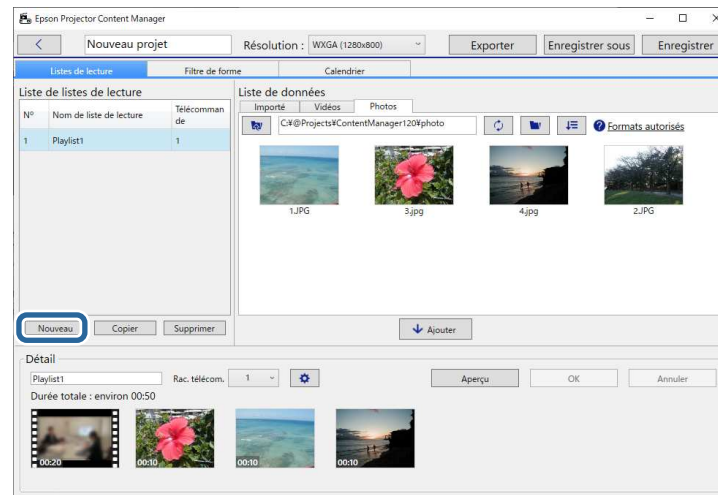 Epson Projector Content Manager
Nouveau projet Résolution : WXGA (1280x800) Exporter Enregistrer sous Enregistrer
Listes de lecture Filtre de forme Calendrier
Liste de listes de lecture
Nº Nom de liste de lecture Télécomman
de
1 Playlist1 1
Nouveau Copier Supprimer
Liste de données
Importé Vidéos Photos
C:¥@Projects¥ContentManager120¥photo Formats autorisés
1.JPG 3.jpg 4.jpg 2.JPG
Ajouter
Détail
Playlist1 Rac. télécom. 1 Aperçu OK Annuler
Durée totale : environ 00:50
00:20 00:10 00:10 00:10